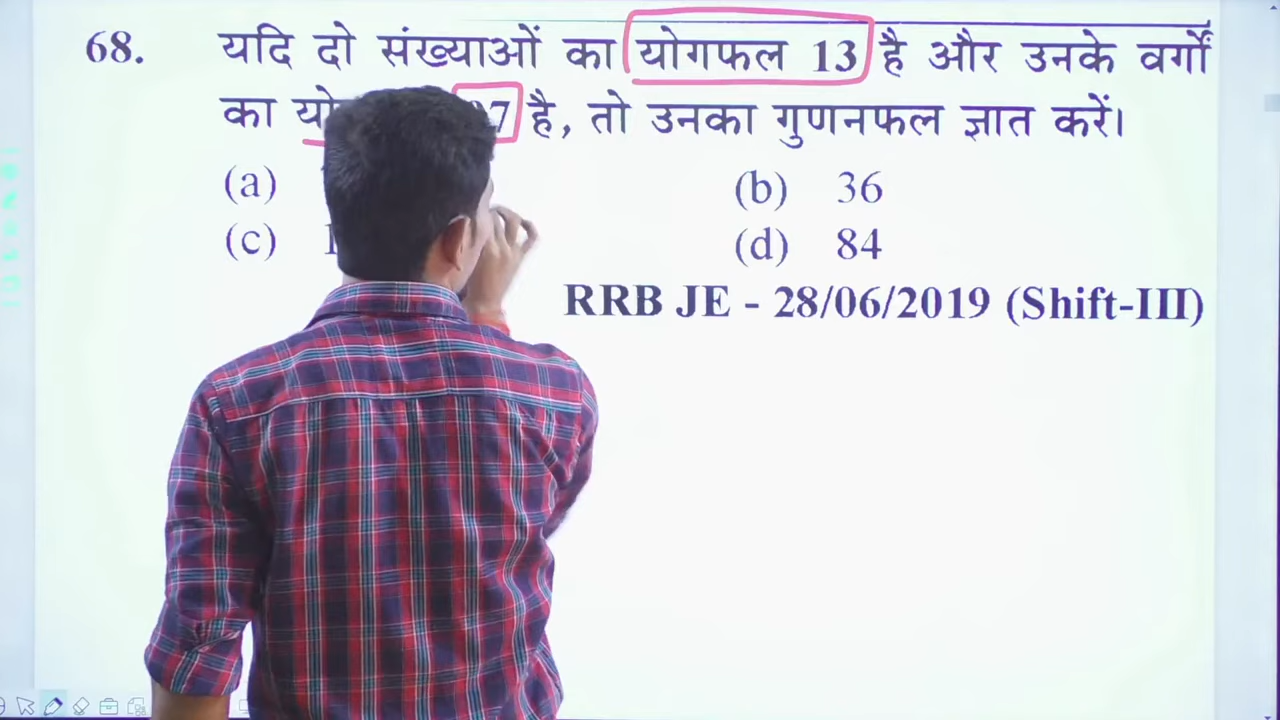 68. यदि दो संख्याओं का योगफल 13 है और उनके वर्गों
का 7 है, तो उनका गुणनफल ज्ञात करें।
(a)
(b) 36
(c)
(d) 84
RRB JE - 28/06/2019 (Shift-III)